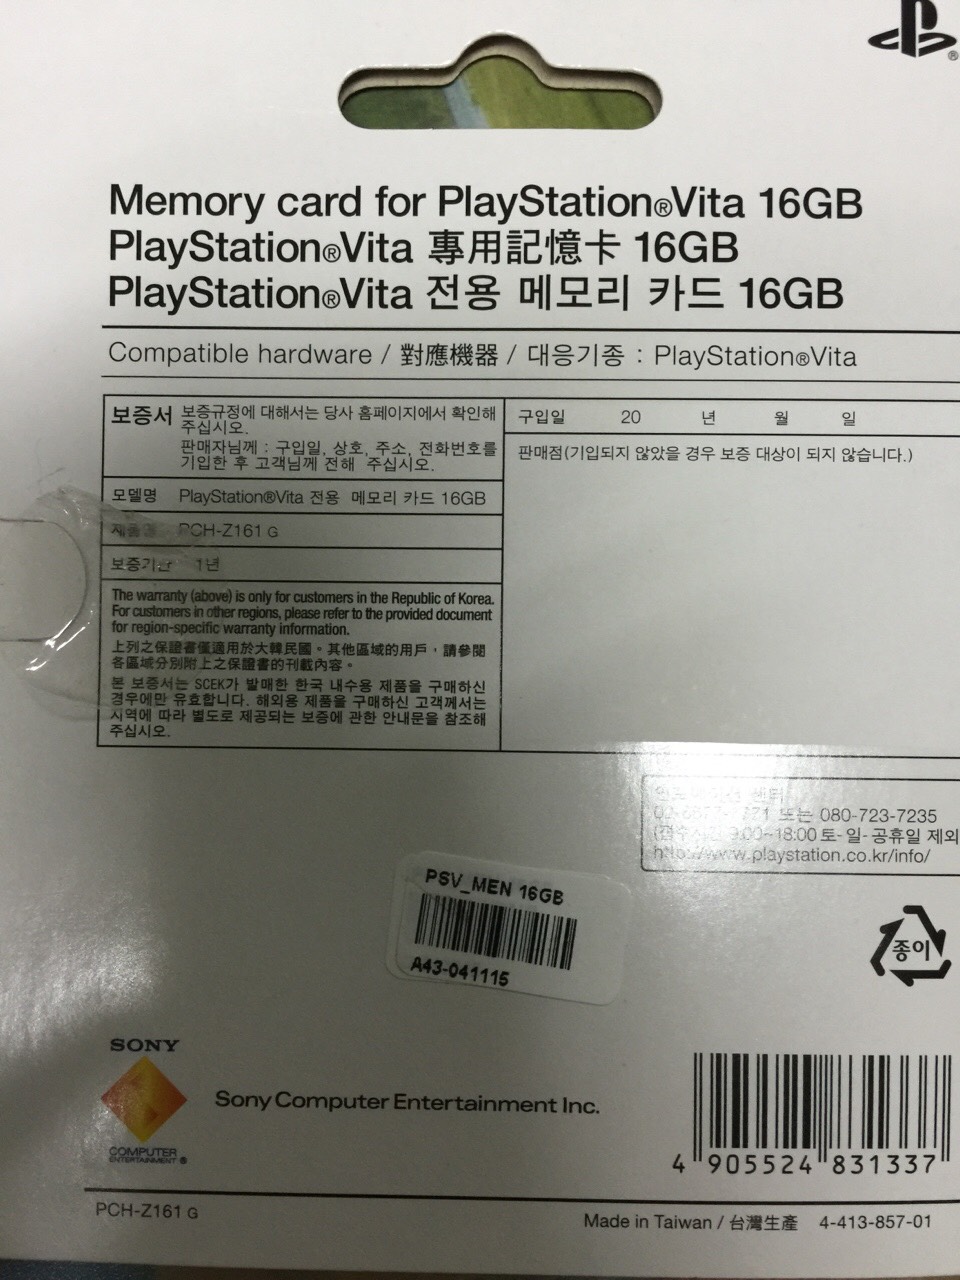 Memory card for PlayStation®Vita 16GB
PlayStation®Vita 專用記憶卡 16GB
PlayStation®Vita 전용 메모리 카드 16GB
Compatible hardware / 對應機器 / 대응기종 : PlayStation®Vita
보증서 보증규정에 대해서는 당사 홈페이지에서 확인해
주십시오.
판매자님께 : 구입일, 상호, 주소, 전화번호를
기입한 후 고객님께 전해 주십시오.
구입일 20 년 월 일
판매점(기입되지 않았을 경우 보증 대상이 되지 않습니다.)
모델명 PlayStation®Vita 전용 메모리 카드 16GB
제품명 PCH-Z161 G
보증기간 1년
The warranty (above) is only for customers in the Republic of Korea.
For customers in other regions, please refer to the provided document
for region-specific warranty information.
上列之保證書僅適用於大韓民國。其他區域的用戶，請參閱
各區域分別附上之保證書的刊載內容。
본 보증서는 SCEK가 발매한 한국 내수용 제품을 구매하신
경우에만 유효합니다. 해외용 제품을 구매하신 고객께서는
지역에 따라 별도로 제공되는 보증에 관한 안내문을 참조해
주십시오.
센터
또는 080-723-7235
9:00~18:00 토-일-공휴일 제외
http://www.playstation.co.kr/info/
PSV_MEN 16GB
A43-041115
종이
SONY
COMPUTER
ENTERTAINMENT ®
Sony Computer Entertainment Inc.
4 905524 831337
PCH-Z161 G
Made in Taiwan / 台灣生產 4-413-857-01